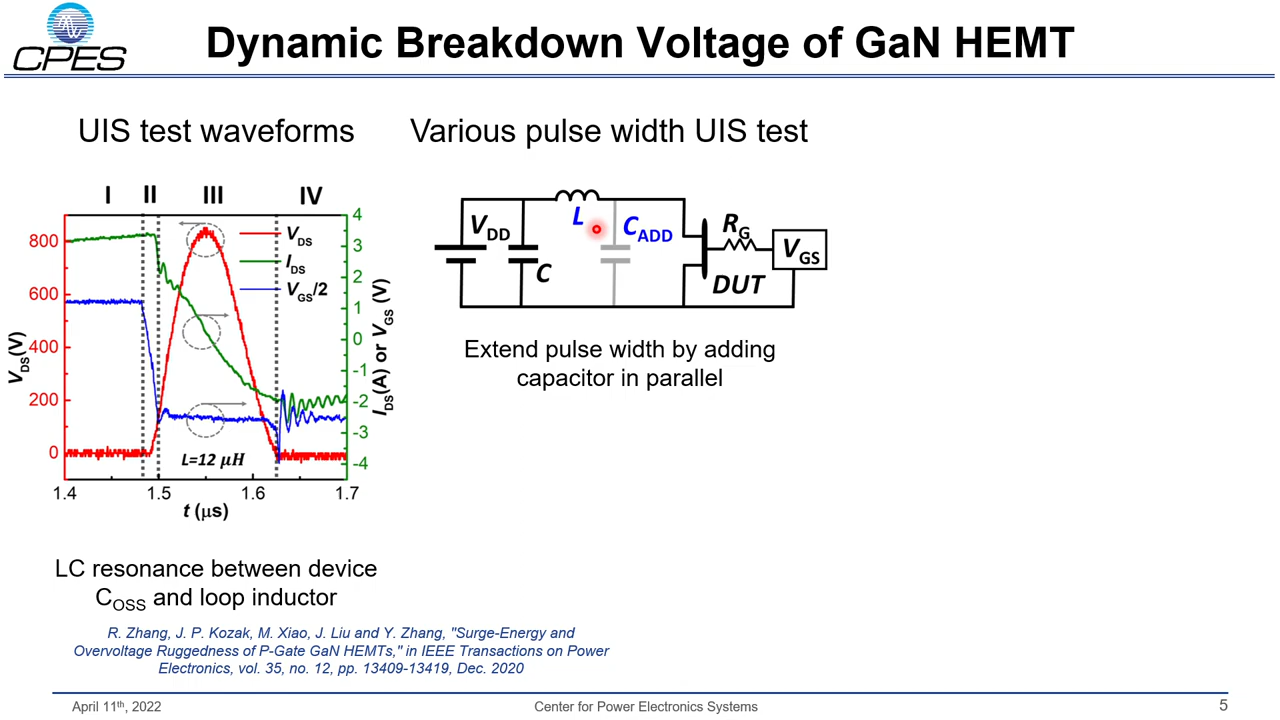 CPES
Dynamic Breakdown Voltage of GaN HEMT
UIS test waveforms
Various pulse width UIS test
I II III IV
V_DS
I_DS
V_GS/2
800
600
400
200
0
V_DS(V)
4
3
2
1
0
-1
-2
-3
-4
I_DS(A) or V_GS (V)
L=12 μH
1.4 1.5 1.6 1.7
t (μs)
V_DD
C
L
C_ADD
R_G
V_GS
DUT
Extend pulse width by adding
capacitor in parallel
LC resonance between device
C_OSS and loop inductor
R. Zhang, J. P. Kozak, M. Xiao, J. Liu and Y. Zhang, "Surge-Energy and
Overvoltage Ruggedness of P-Gate GaN HEMTs," in IEEE Transactions on Power
Electronics, vol. 35, no. 12, pp. 13409-13419, Dec. 2020
April 11th, 2022
Center for Power Electronics Systems
5